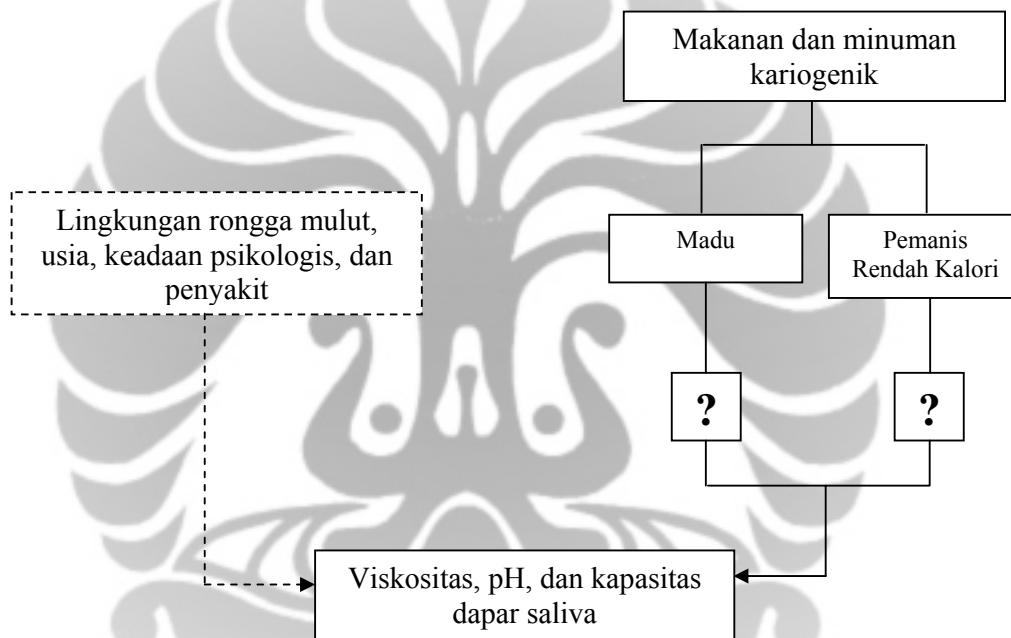 Makanan dan minuman
kariogenik
Lingkungan rongga mulut,
usia, keadaan psikologis, dan
penyakit
Madu
Pemanis
Rendah Kalori
?
?
Viskositas, pH, dan kapasitas
dapar saliva